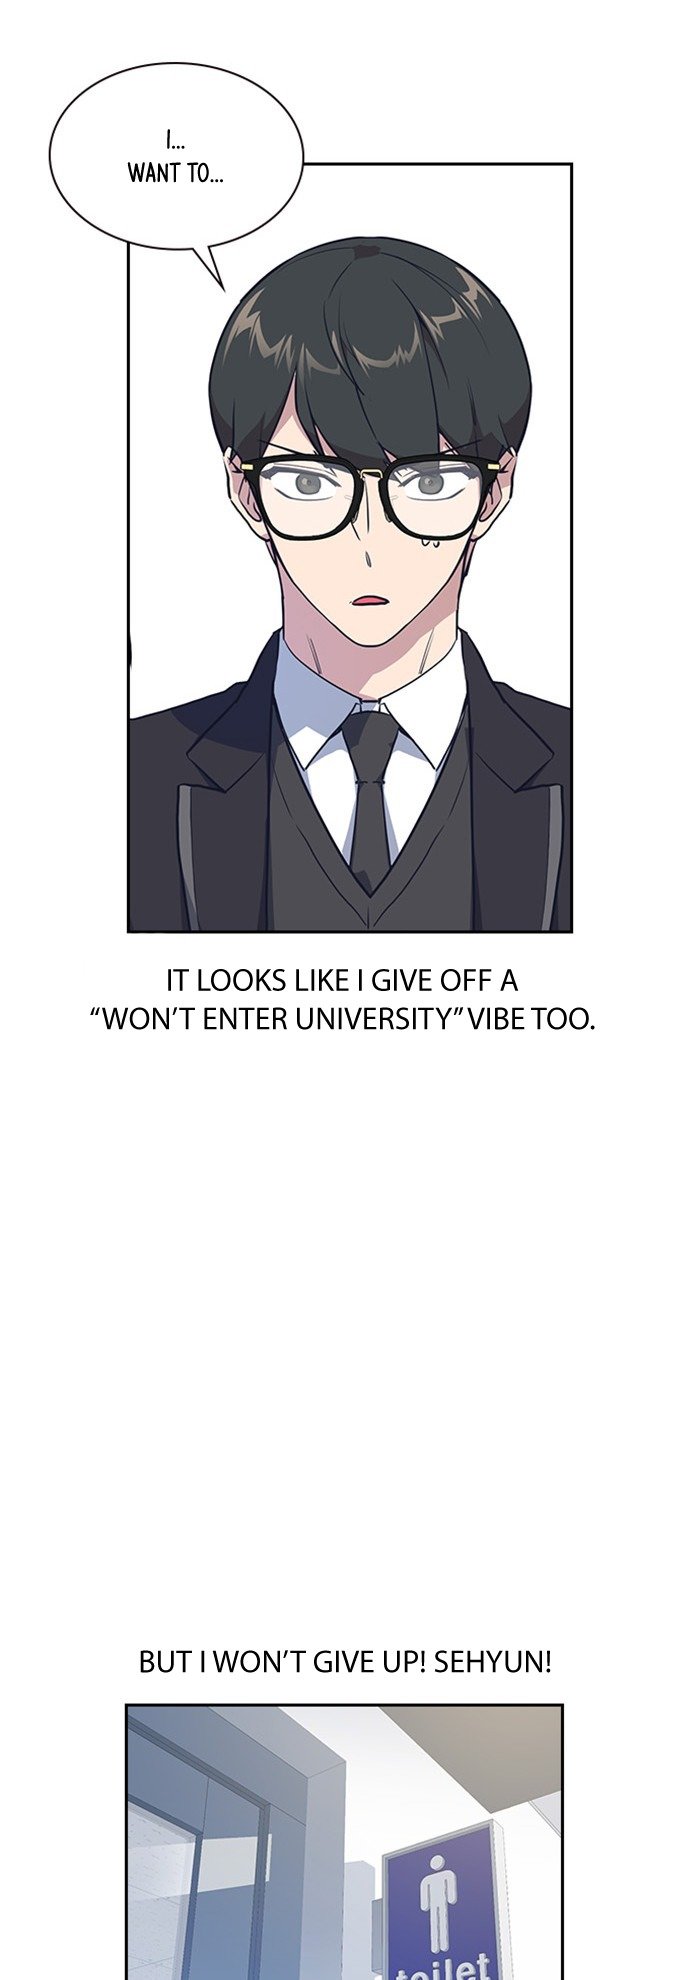 I...
WANT TO...
IT LOOKS LIKE I GIVE OFF A
“WON’T ENTER UNIVERSITY” VIBE TOO.
BUT I WON’T GIVE UP! SEHYUN!
toilet